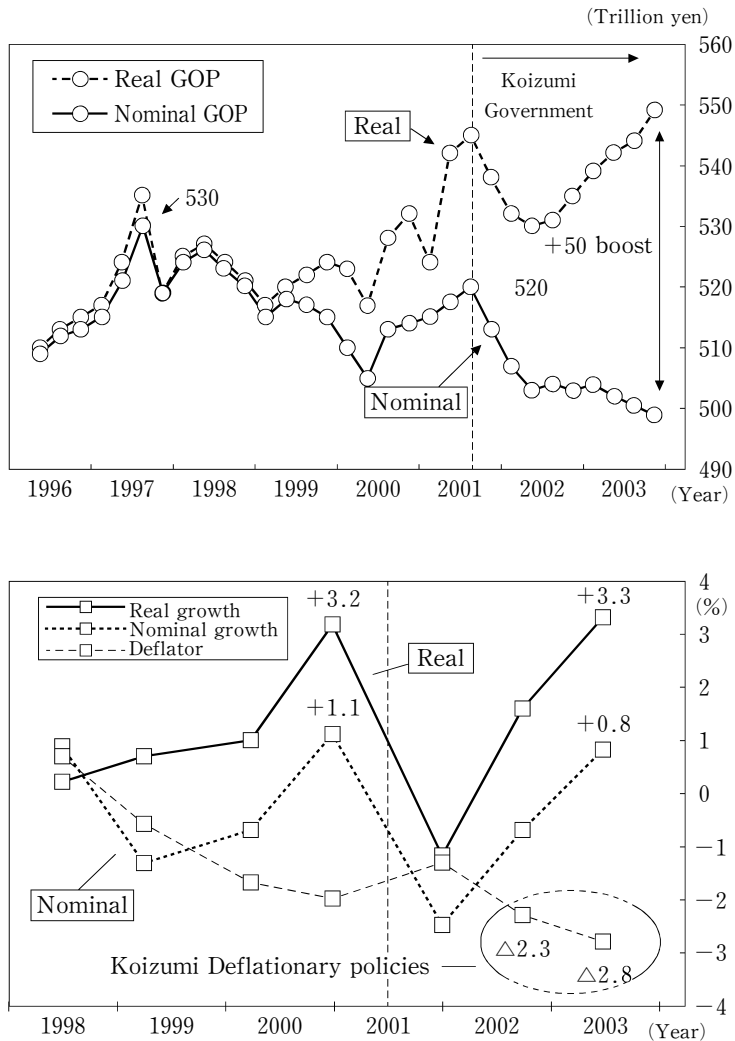 (Trillion yen)
Real GOP
Nominal GOP
Koizumi
Government
Real
530
+50 boost
520
Nominal
560
550
540
530
520
510
500
490
1996 1997 1998 1999 2000 2001 2002 2003
(Year)
Real growth
Nominal growth
Deflator
+3.2
+3.3
Real
+1.1
+0.8
Nominal
△2.3
Koizumi Deflationary policies
△2.8
4
(%)
3
2
1
0
−1
−2
−3
−4
1998 1999 2000 2001 2002 2003
(Year)